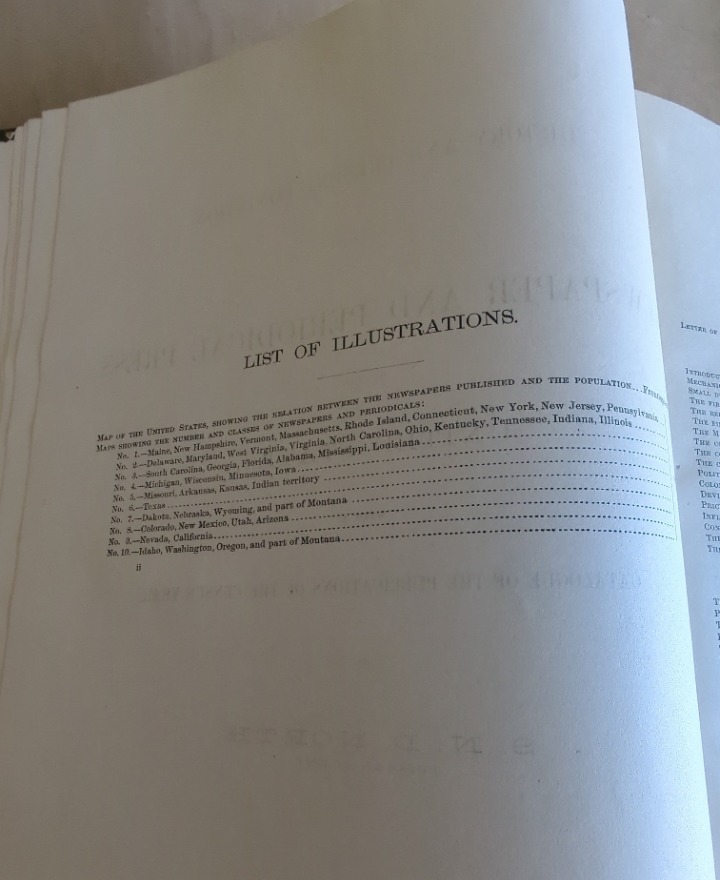 LIST OF ILLUSTRATIONS.
MAP OF THE UNITED STATES, SHOWING THE RELATION BETWEEN THE NEWSPAPERS PUBLISHED AND THE POPULATION...
MAPS SHOWING THE NUMBER AND CLASSES OF NEWSPAPERS AND PERIODICALS:
No. 1.—Maine, New Hampshire, Vermont, Massachusetts, Rhode Island, Connecticut, New York, New Jersey, Pennsylvania
No. 2.—Delaware, Maryland, West Virginia, Virginia, North Carolina, Ohio, Kentucky, Tennessee, Indiana, Illinois
No. 3.—South Carolina, Georgia, Florida, Alabama, Mississippi, Louisiana
No. 4.—Michigan, Wisconsin, Minnesota, Iowa
No. 5.—Missouri, Arkansas, Kansas, Indian territory
No. 6.—Texas
No. 7.—Dakota, Nebraska, Wyoming, and part of Montana
No. 8.—Colorado, New Mexico, Utah, Arizona
No. 9.—Nevada, California
No. 10.—Idaho, Washington, Oregon, and part of Montana
ii
LETTER OF